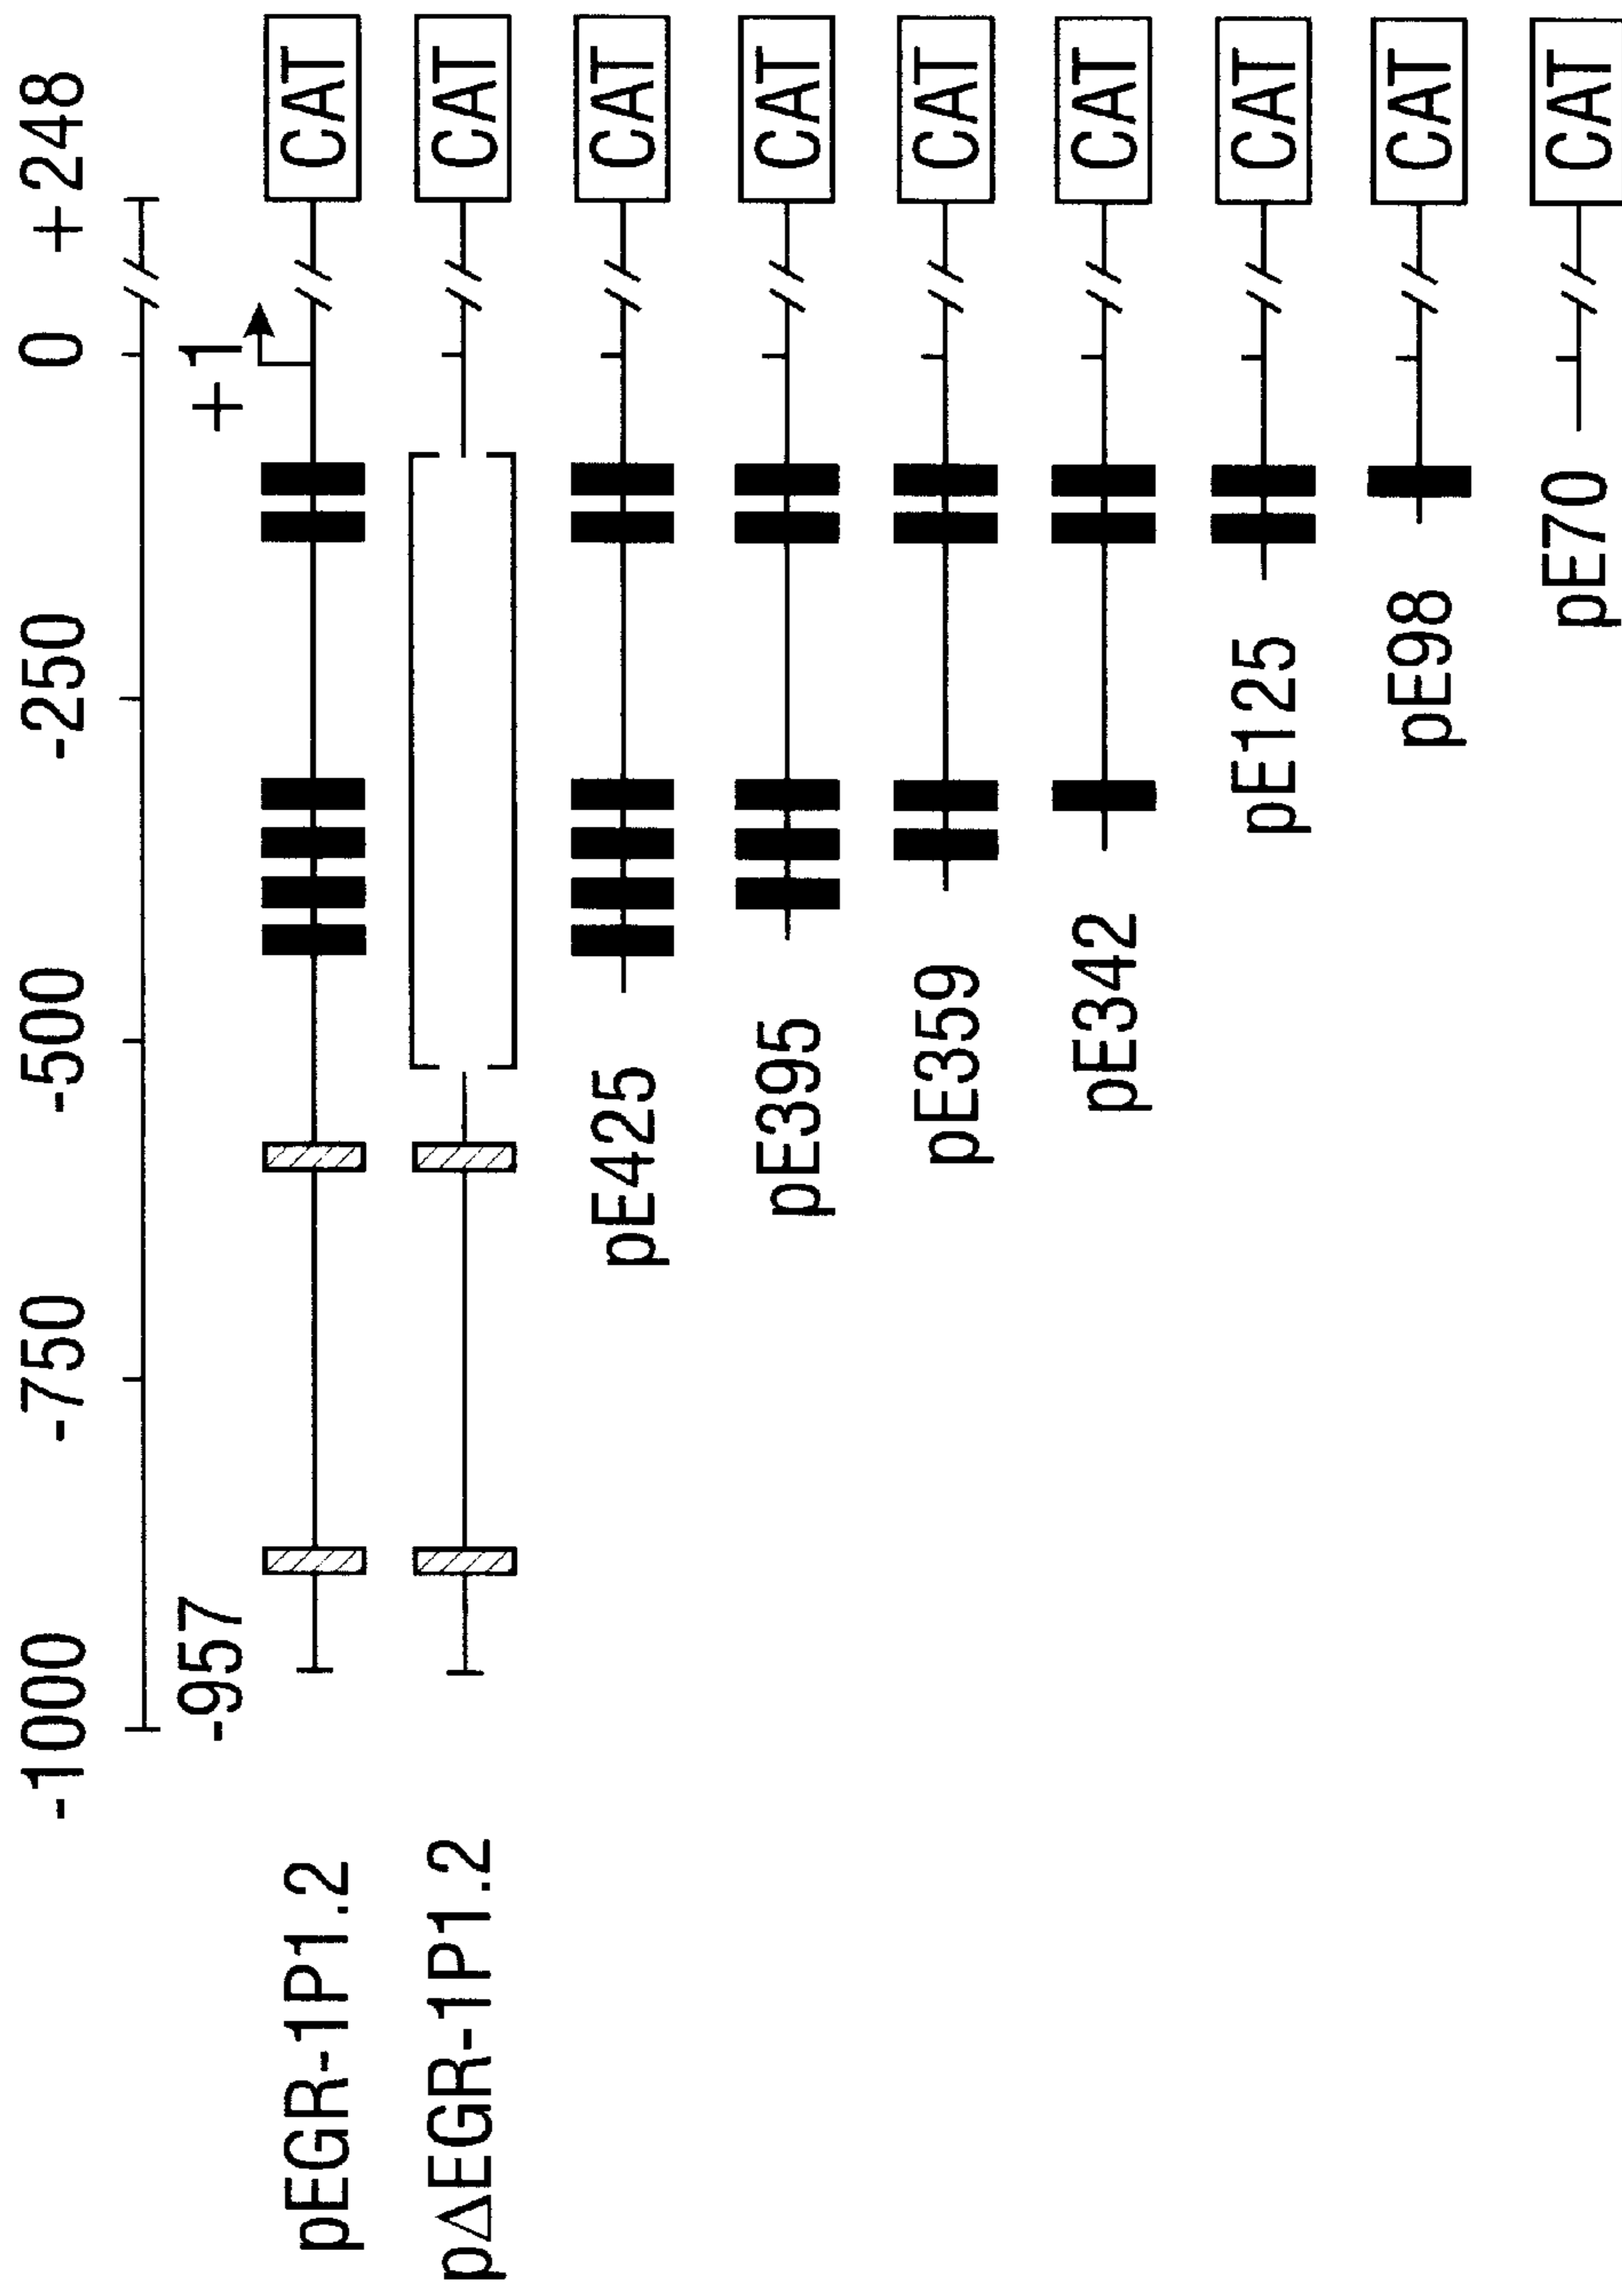 -1000 -750 -500 -250 0 +248
-957 +1
pEGR-1P1.2 CAT
pΔEGR-1P1.2 CAT
pE425 CAT
pE395 CAT
pE359 CAT
pE342 CAT
pE125 CAT
pE98 CAT
pE70 CAT